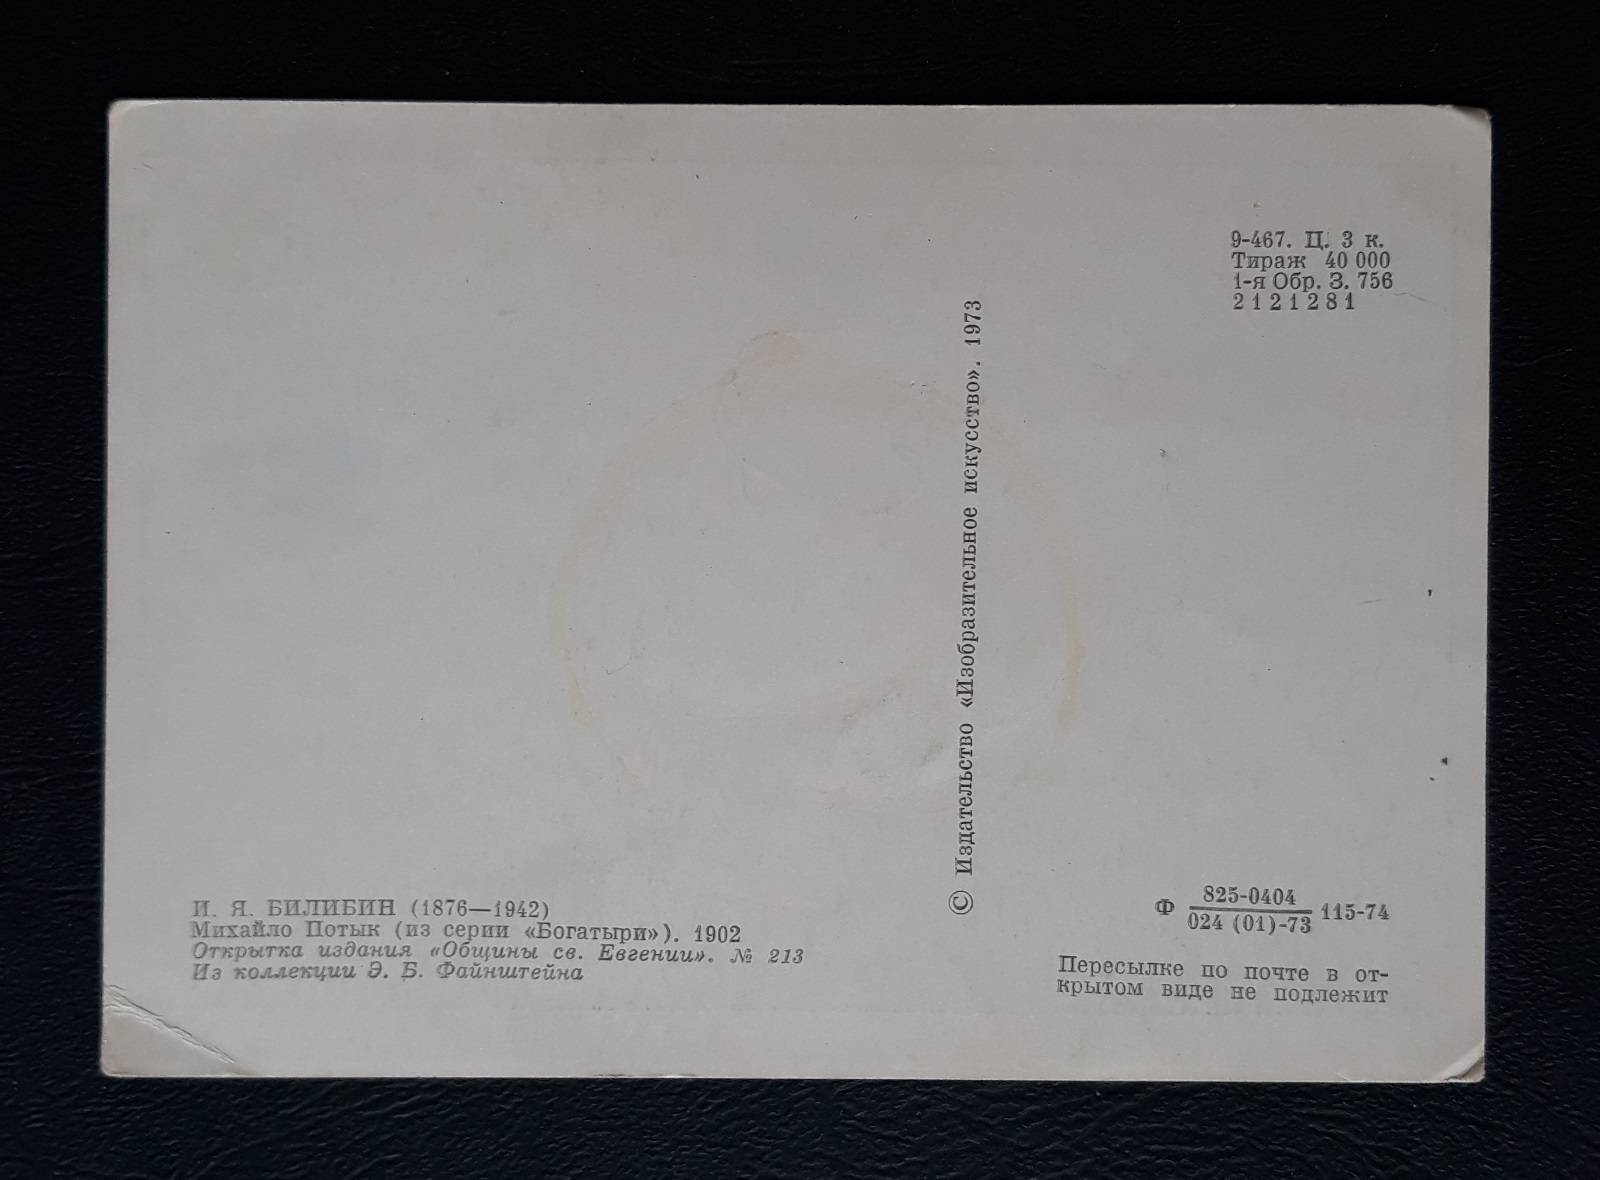 9-467. Ц. 3 к.
Тираж 40 000
1-я Обр. З. 756
2121281
© Издательство «Изобразительное искусство». 1973
И. Я. БИЛИБИН (1876—1942)
Михайло Потык (из серии «Богатыри»). 1902
Открытка издания «Общины св. Евгении». № 213
Из коллекции Э. Б. Файнштейна
Ф 825-0404
024 (01)-73 115-74
Пересылке по почте в от-
крытом виде не подлежит